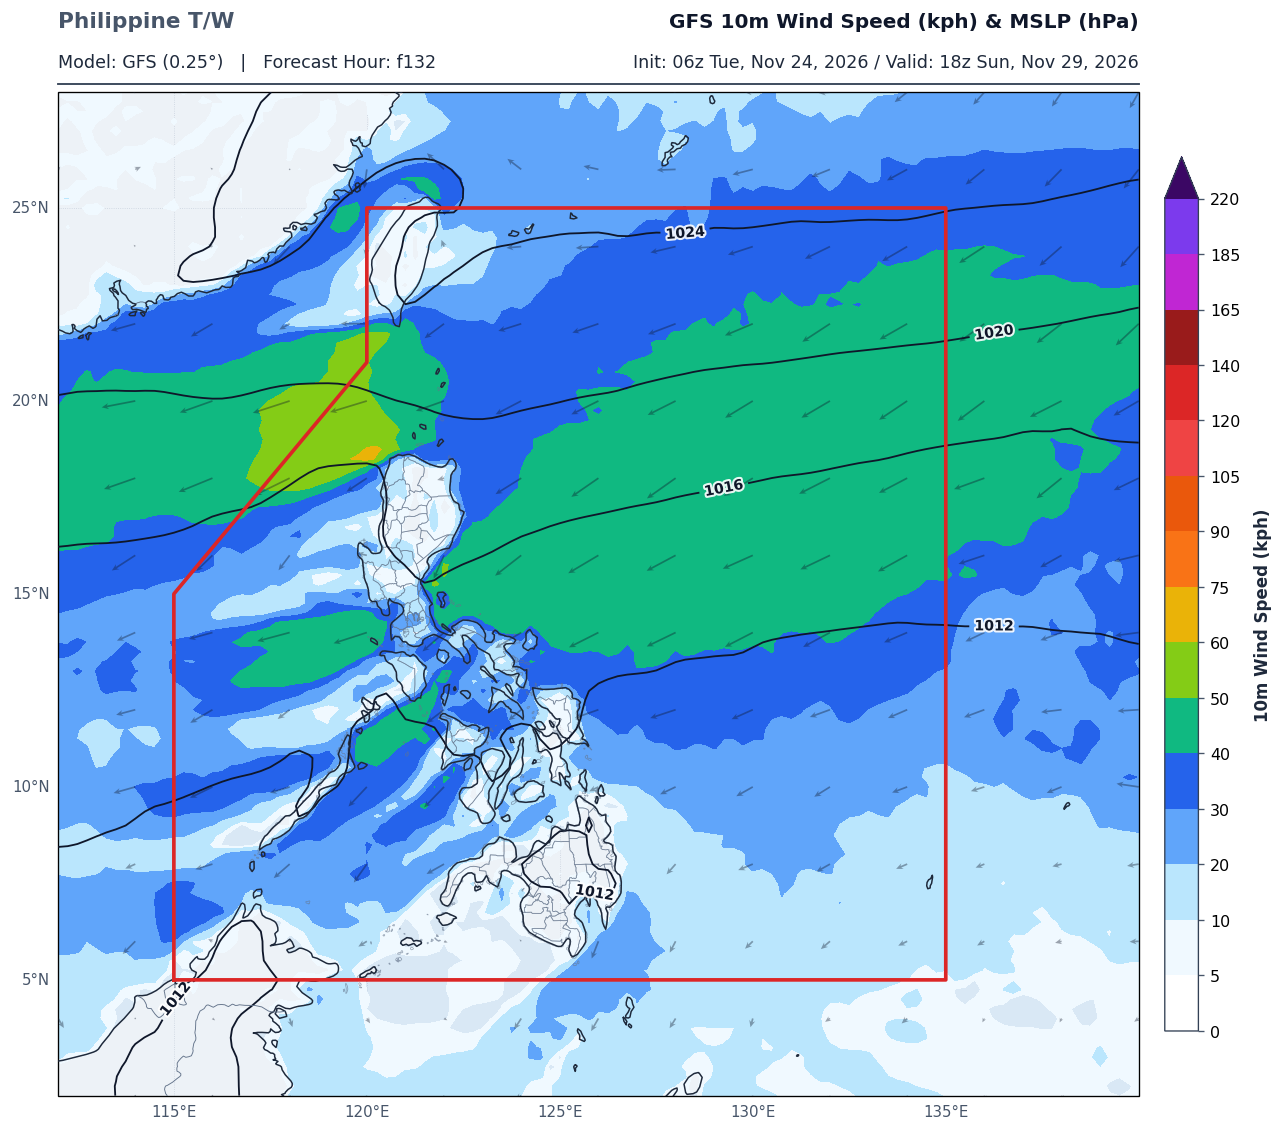 Philippine T/W
GFS 10m Wind Speed (kph) & MSLP (hPa)
Model: GFS (0.25°) | Forecast Hour: f132
Init: 06z Tue, Nov 24, 2026 / Valid: 18z Sun, Nov 29, 2026
25°N
20°N
15°N
10°N
5°N
115°E
120°E
125°E
130°E
135°E
1024
1020
1016
1012
1012
1012
220
185
165
140
120
105
90
75
60
50
40
30
20
10
5
0
10m Wind Speed (kph)